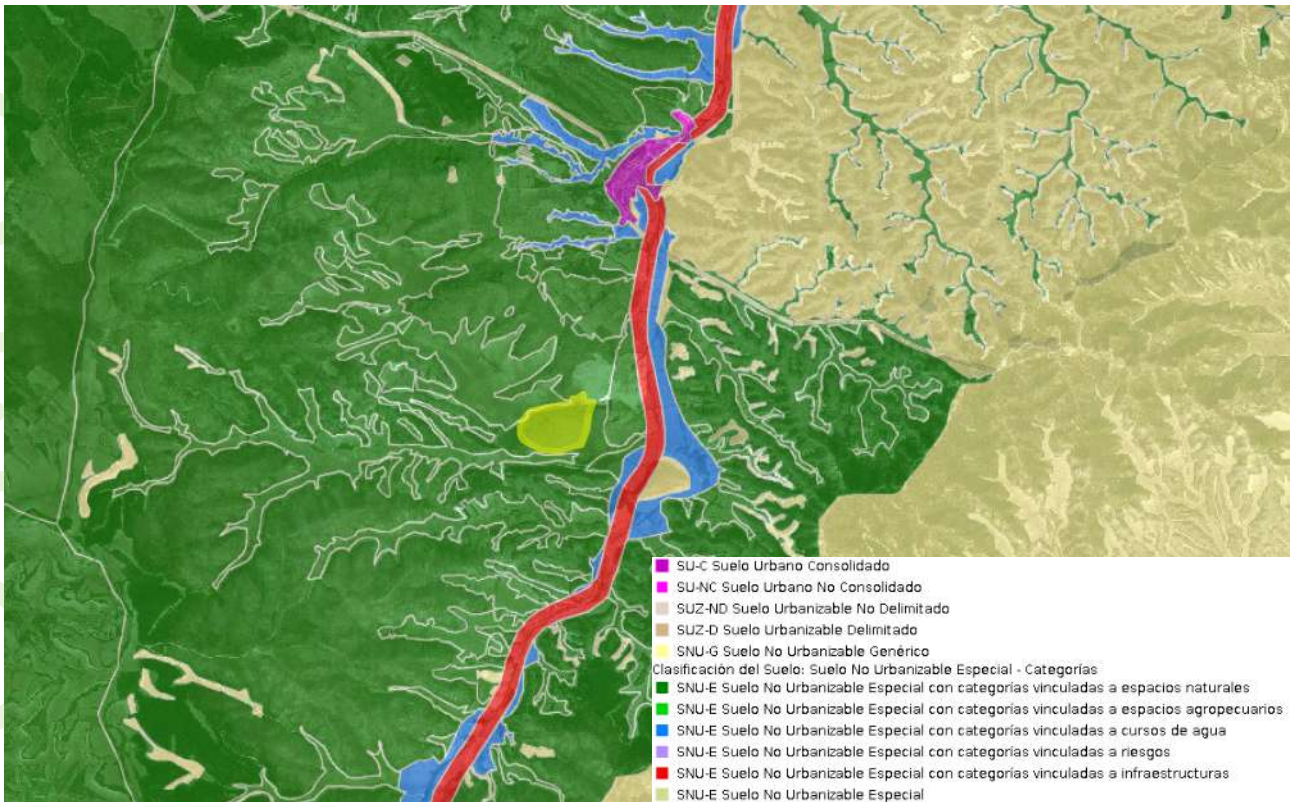 SU-C Suelo Urbano Consolidado
SU-NC Suelo Urbano No Consolidado
SUZ-ND Suelo Urbanizable No Delimitado
SUZ-D Suelo Urbanizable Delimitado
SNU-G Suelo No Urbanizable Genérico
Clasificación del Suelo: Suelo No Urbanizable Especial - Categorías
SNU-E Suelo No Urbanizable Especial con categorías vinculadas a espacios naturales
SNU-E Suelo No Urbanizable Especial con categorías vinculadas a espacios agropecuarios
SNU-E Suelo No Urbanizable Especial con categorías vinculadas a cursos de agua
SNU-E Suelo No Urbanizable Especial con categorías vinculadas a riesgos
SNU-E Suelo No Urbanizable Especial con categorías vinculadas a infraestructuras
SNU-E Suelo No Urbanizable Especial